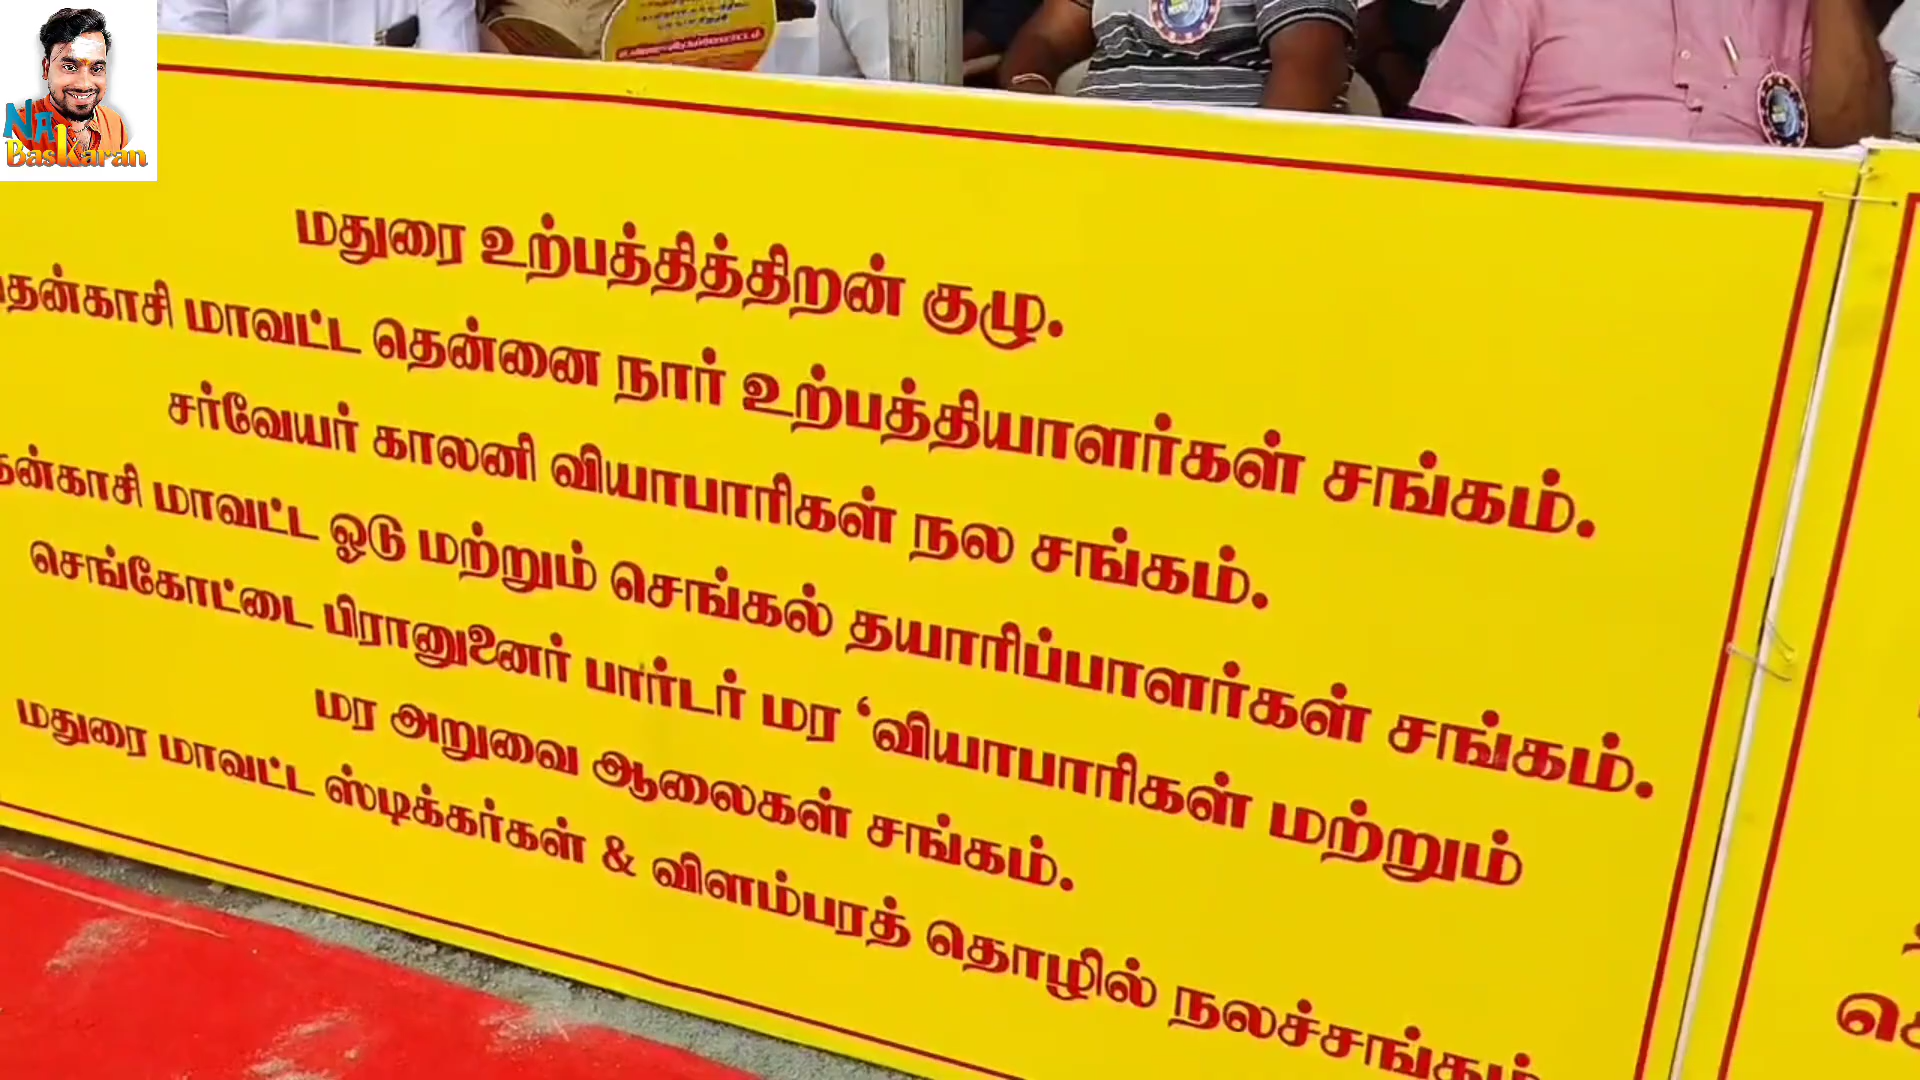 NA
Baskaran
மதுரை உற்பத்தித்திறன் குழு.
தென்காசி மாவட்ட தென்னை நார் உற்பத்தியாளர்கள் சங்கம்.
சர்வேயர் காலனி வியாபாரிகள் நல சங்கம்.
தென்காசி மாவட்ட ஓடு மற்றும் செங்கல் தயாரிப்பாளர்கள் சங்கம்.
செங்கோட்டை பிரானுனைர் பார்டர் மர ‘வியாபாரிகள் மற்றும்
மர அறுவை ஆலைகள் சங்கம்.
மதுரை மாவட்ட ஸ்டிக்கர்கள் & விளம்பரத் தொழில் நலச்சங்கம்